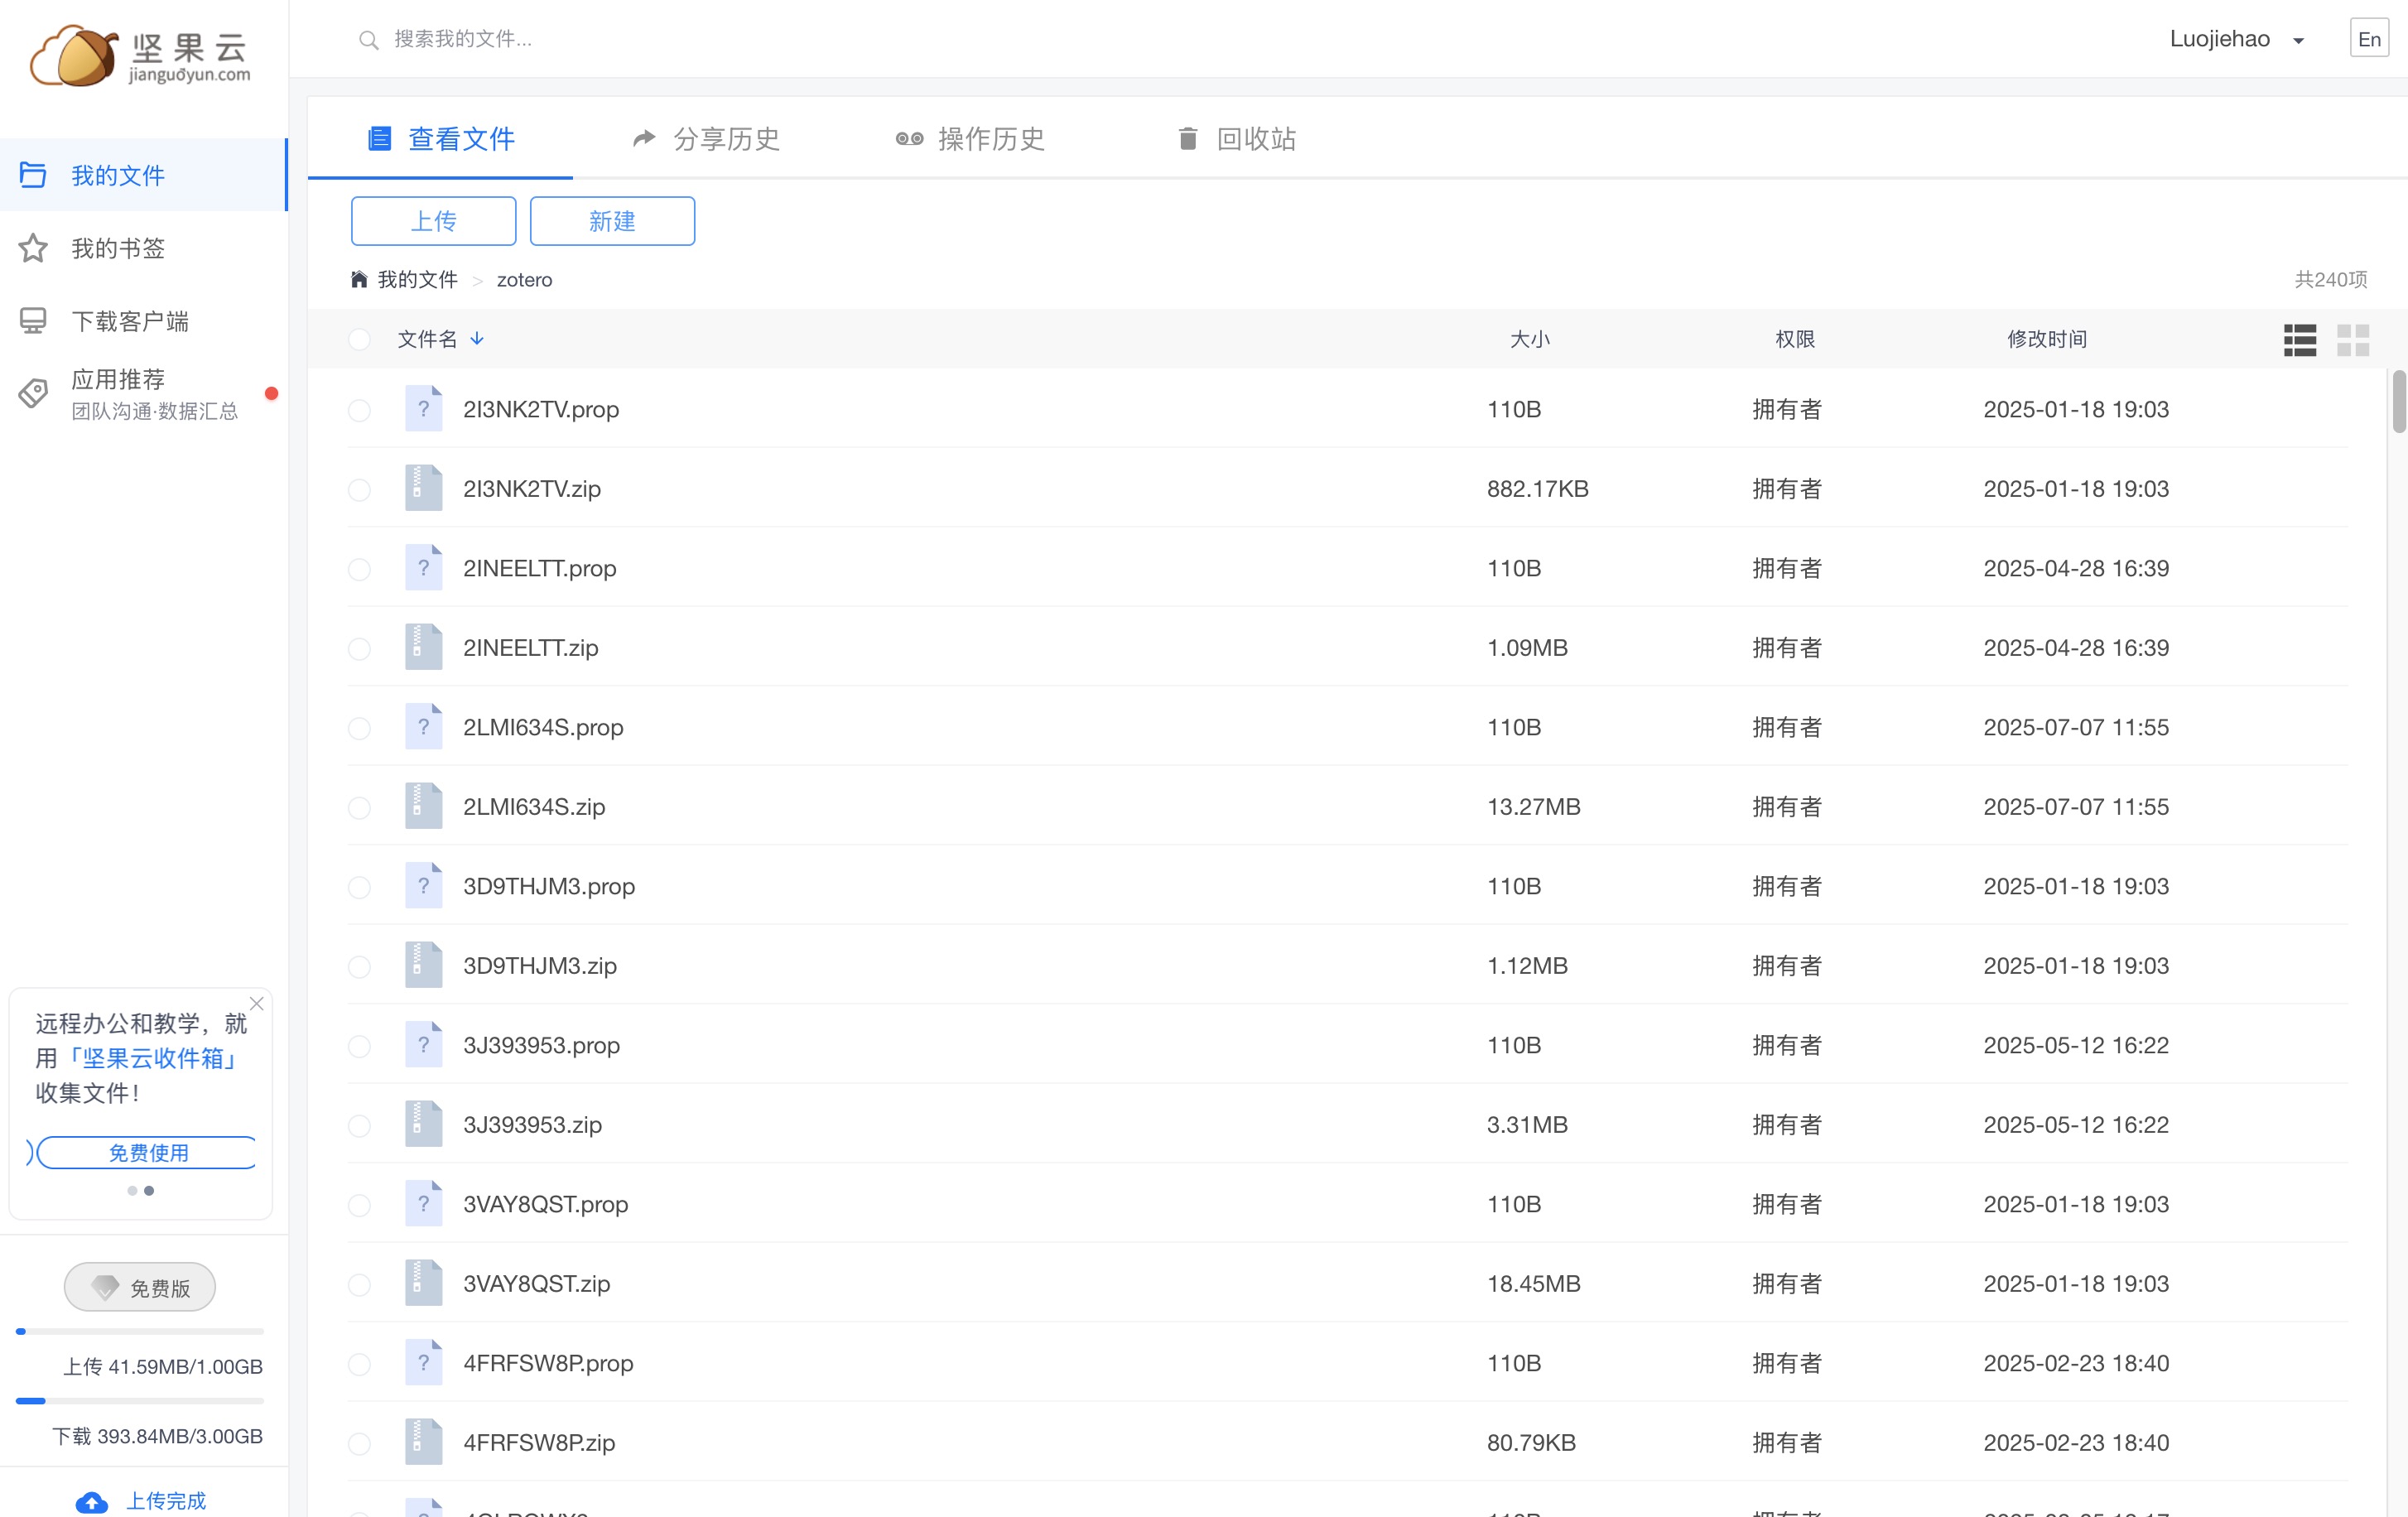 坚果云
jianguoyun.com
搜索我的文件...
Luojiehao
En
我的文件
我的书签
下载客户端
应用推荐
团队沟通·数据汇总
查看文件 分享历史 操作历史 回收站
上传 新建
我的文件 > zotero 共240项
文件名 大小 权限 修改时间
2I3NK2TV.prop 110B 拥有者 2025-01-18 19:03
2I3NK2TV.zip 882.17KB 拥有者 2025-01-18 19:03
2INEELTT.prop 110B 拥有者 2025-04-28 16:39
2INEELTT.zip 1.09MB 拥有者 2025-04-28 16:39
2LMI634S.prop 110B 拥有者 2025-07-07 11:55
2LMI634S.zip 13.27MB 拥有者 2025-07-07 11:55
3D9THJM3.prop 110B 拥有者 2025-01-18 19:03
3D9THJM3.zip 1.12MB 拥有者 2025-01-18 19:03
3J393953.prop 110B 拥有者 2025-05-12 16:22
3J393953.zip 3.31MB 拥有者 2025-05-12 16:22
3VAY8QST.prop 110B 拥有者 2025-01-18 19:03
3VAY8QST.zip 18.45MB 拥有者 2025-01-18 19:03
4FRFSW8P.prop 110B 拥有者 2025-02-23 18:40
4FRFSW8P.zip 80.79KB 拥有者 2025-02-23 18:40
远程办公和教学，就
用「坚果云收件箱」
收集文件！
免费使用
免费版
上传 41.59MB/1.00GB
下载 393.84MB/3.00GB
上传完成